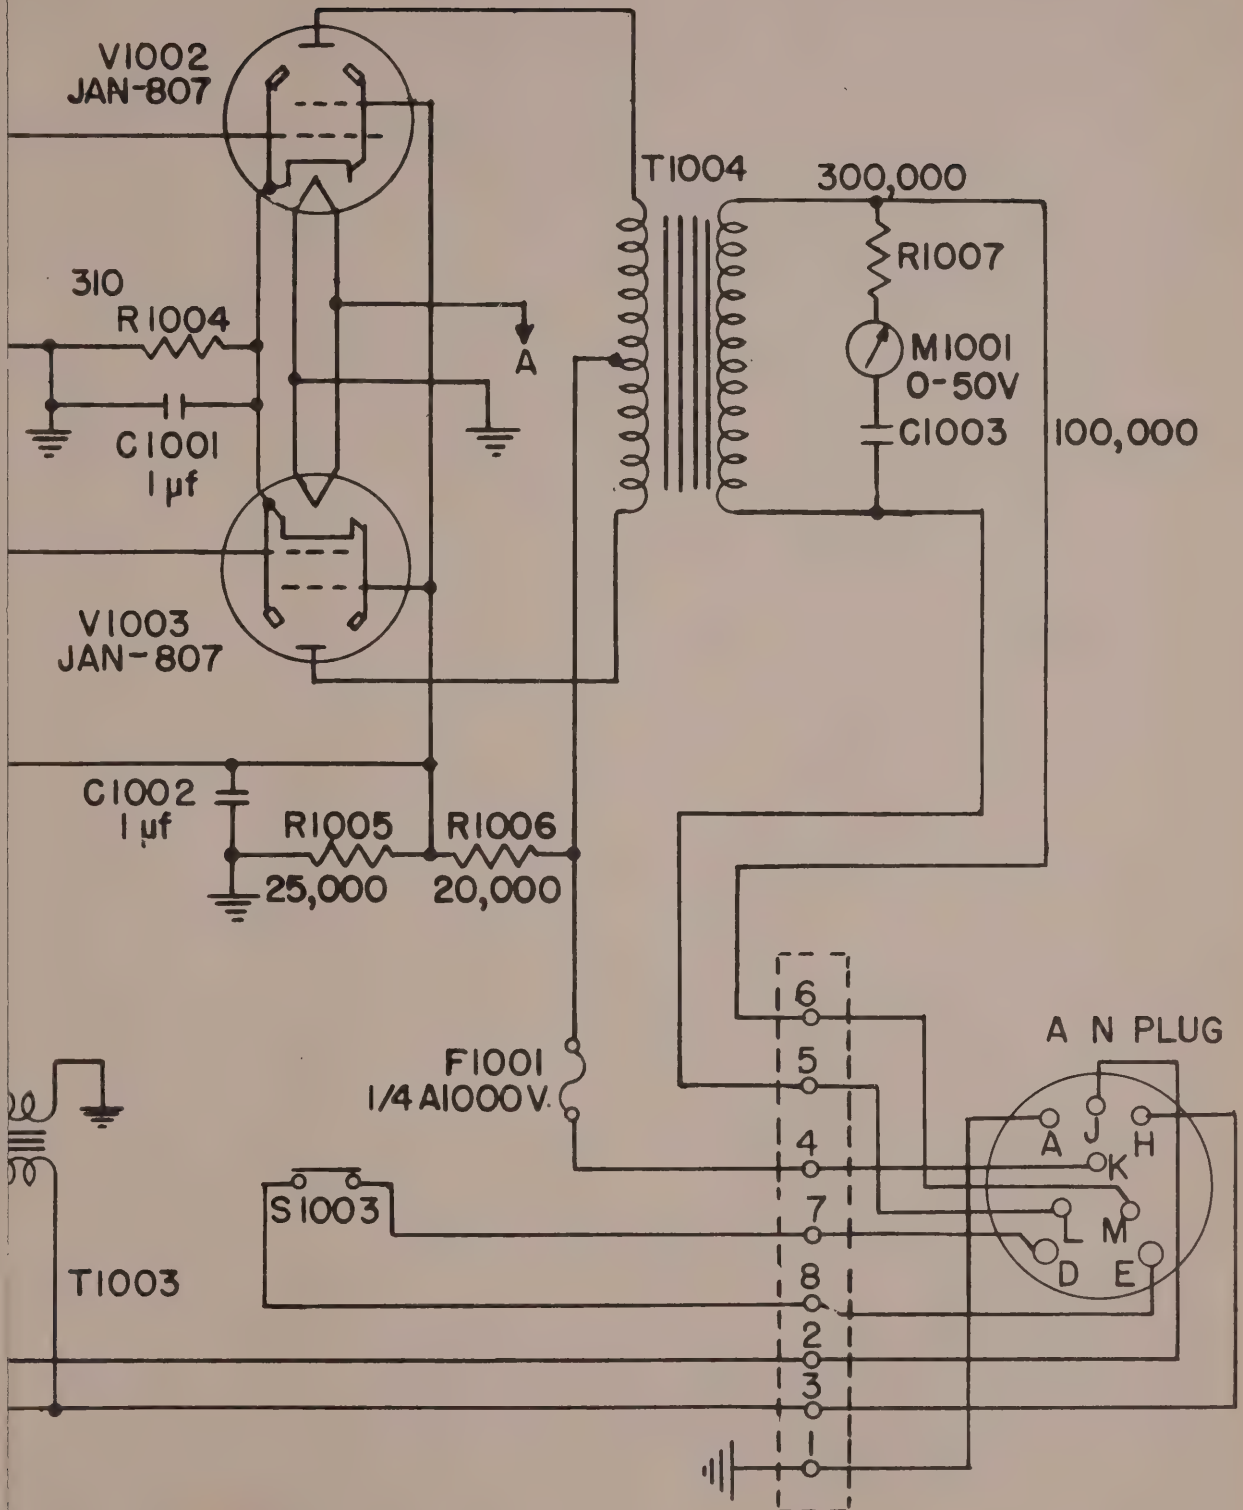 V1002
JAN-807
T1004
300,000
R1007
310
R1004
A
M1001
0-50V
C1003
100,000
C1001
1 µf
V1003
JAN-807
C1002
1 µf
R1005
R1006
25,000
20,000
6
A N PLUG
F1001
1/4 A1000V.
5
A
J
H
4
K
S1003
7
L
M
D
E
T1003
8
2
3
1